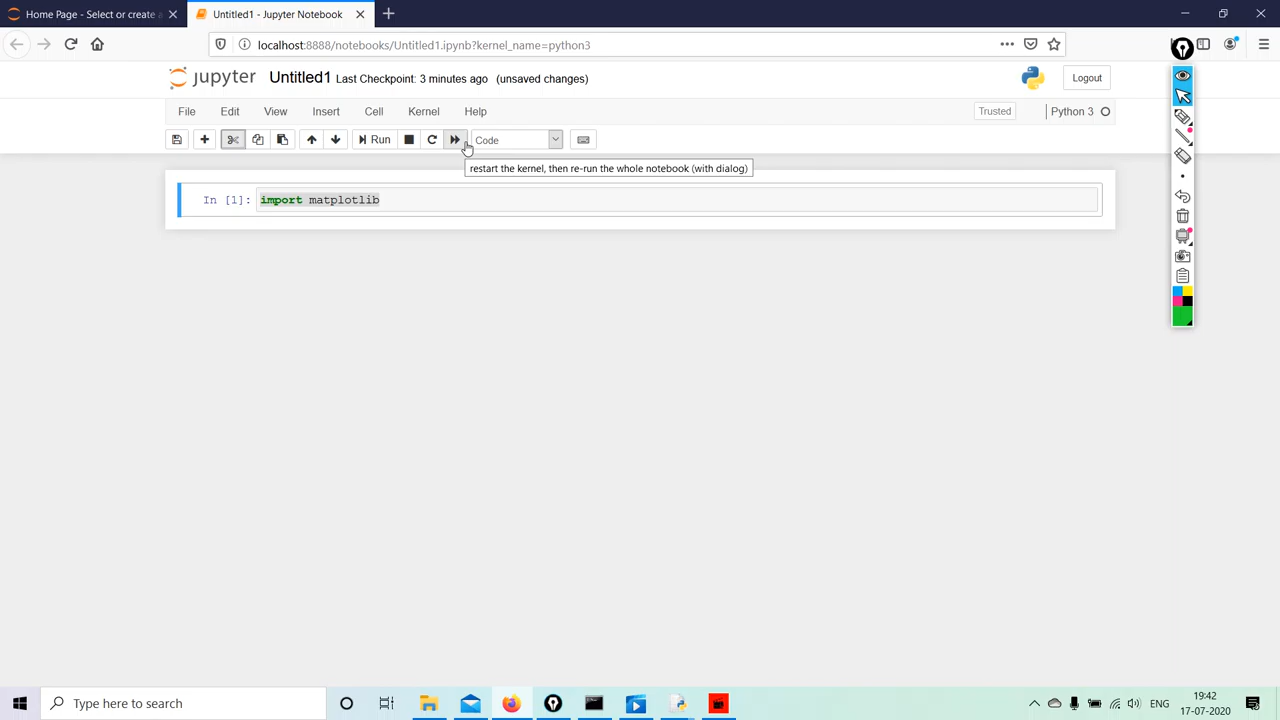 Home Page - Select or create a
Untitled1 - Jupyter Notebook
localhost:8888/notebooks/Untitled1.ipynb?kernel_name=python3
jupyter Untitled1 Last Checkpoint: 3 minutes ago (unsaved changes)
Logout
File Edit View Insert Cell Kernel Help
Trusted
Python 3
Run
Code
restart the kernel, then re-run the whole notebook (with dialog)
In [1]: import matplotlib
Type here to search
ENG
19:42
17-07-2020